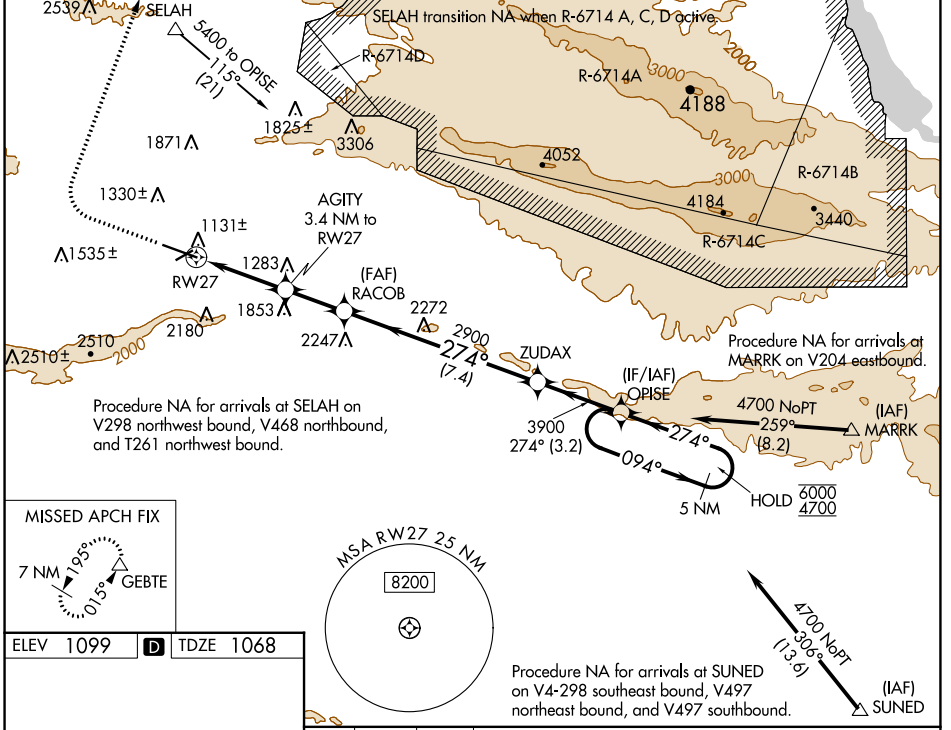 2539
SELAH
SELAH transition NA when R-6714 A, C, D active.
5400 to OPISE
115°
(21)
R-6714D
2000
R-6714A
3000
4188
1825±
3306
1871
4052
3000
R-6714B
1330±
4184
3440
R-6714C
AGITY
3.4 NM to
RW27
1131±
1535±
RW27
1283
(FAF)
RACOB
1853
2180
2247
2272
2900
274°
(7.4)
ZUDAX
Procedure NA for arrivals at
MARRK on V204 eastbound.
2510
2510±
2000
(IF/IAF)
OPISE
3900
274° (3.2)
4700 NoPT
259°
(8.2)
(IAF)
MARRK
274°
094°
5 NM
HOLD
6000
4700
Procedure NA for arrivals at SELAH on
V298 northwest bound, V468 northbound,
and T261 northwest bound.
MISSED APCH FIX
7 NM
195°
015°
GEBTE
MSA RW27 25 NM
8200
4700 NoPT
306°
(13.6)
(IAF)
SUNED
ELEV 1099
D
TDZE 1068
Procedure NA for arrivals at SUNED
on V4-298 southeast bound, V497
northeast bound, and V497 southbound.